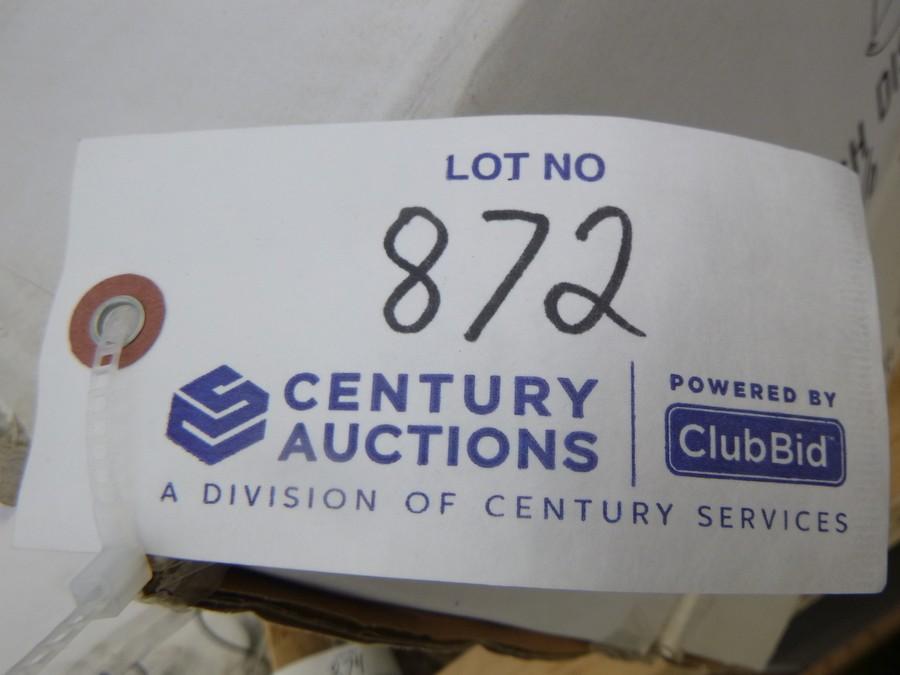 LOT NO
872
CENTURY
AUCTIONS
POWERED BY
ClubBid
A DIVISION OF CENTURY SERVICES